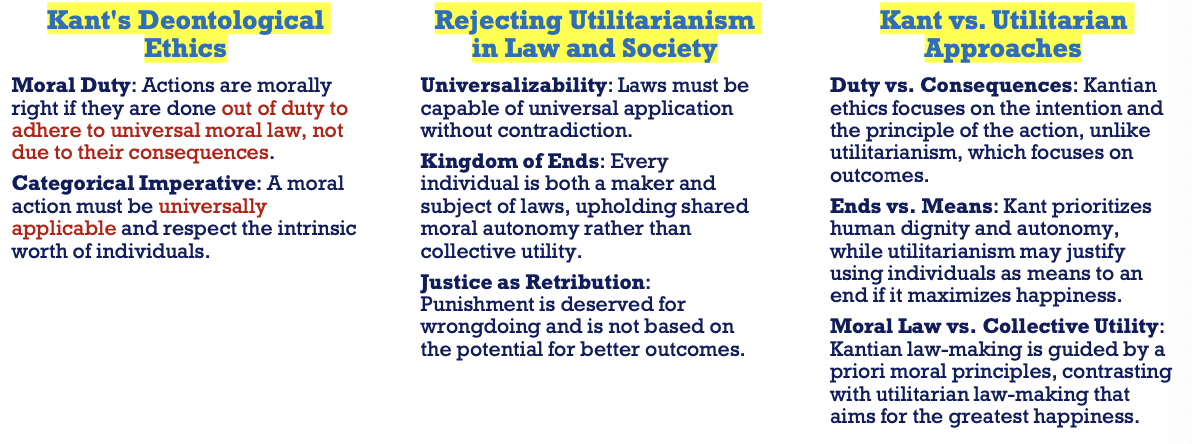 Kant's Deontological
Ethics
Moral Duty: Actions are morally
right if they are done out of duty to
adhere to universal moral law, not
due to their consequences.
Categorical Imperative: A moral
action must be universally
applicable and respect the intrinsic
worth of individuals.
Rejecting Utilitarianism
in Law and Society
Universalizability: Laws must be
capable of universal application
without contradiction.
Kingdom of Ends: Every
individual is both a maker and
subject of laws, upholding shared
moral autonomy rather than
collective utility.
Justice as Retribution:
Punishment is deserved for
wrongdoing and is not based on
the potential for better outcomes.
Kant vs. Utilitarian
Approaches
Duty vs. Consequences: Kantian
ethics focuses on the intention and
the principle of the action, unlike
utilitarianism, which focuses on
outcomes.
Ends vs. Means: Kant prioritizes
human dignity and autonomy,
while utilitarianism may justify
using individuals as means to an
end if it maximizes happiness.
Moral Law vs. Collective Utility:
Kantian law-making is guided by a
priori moral principles, contrasting
with utilitarian law-making that
aims for the greatest happiness.